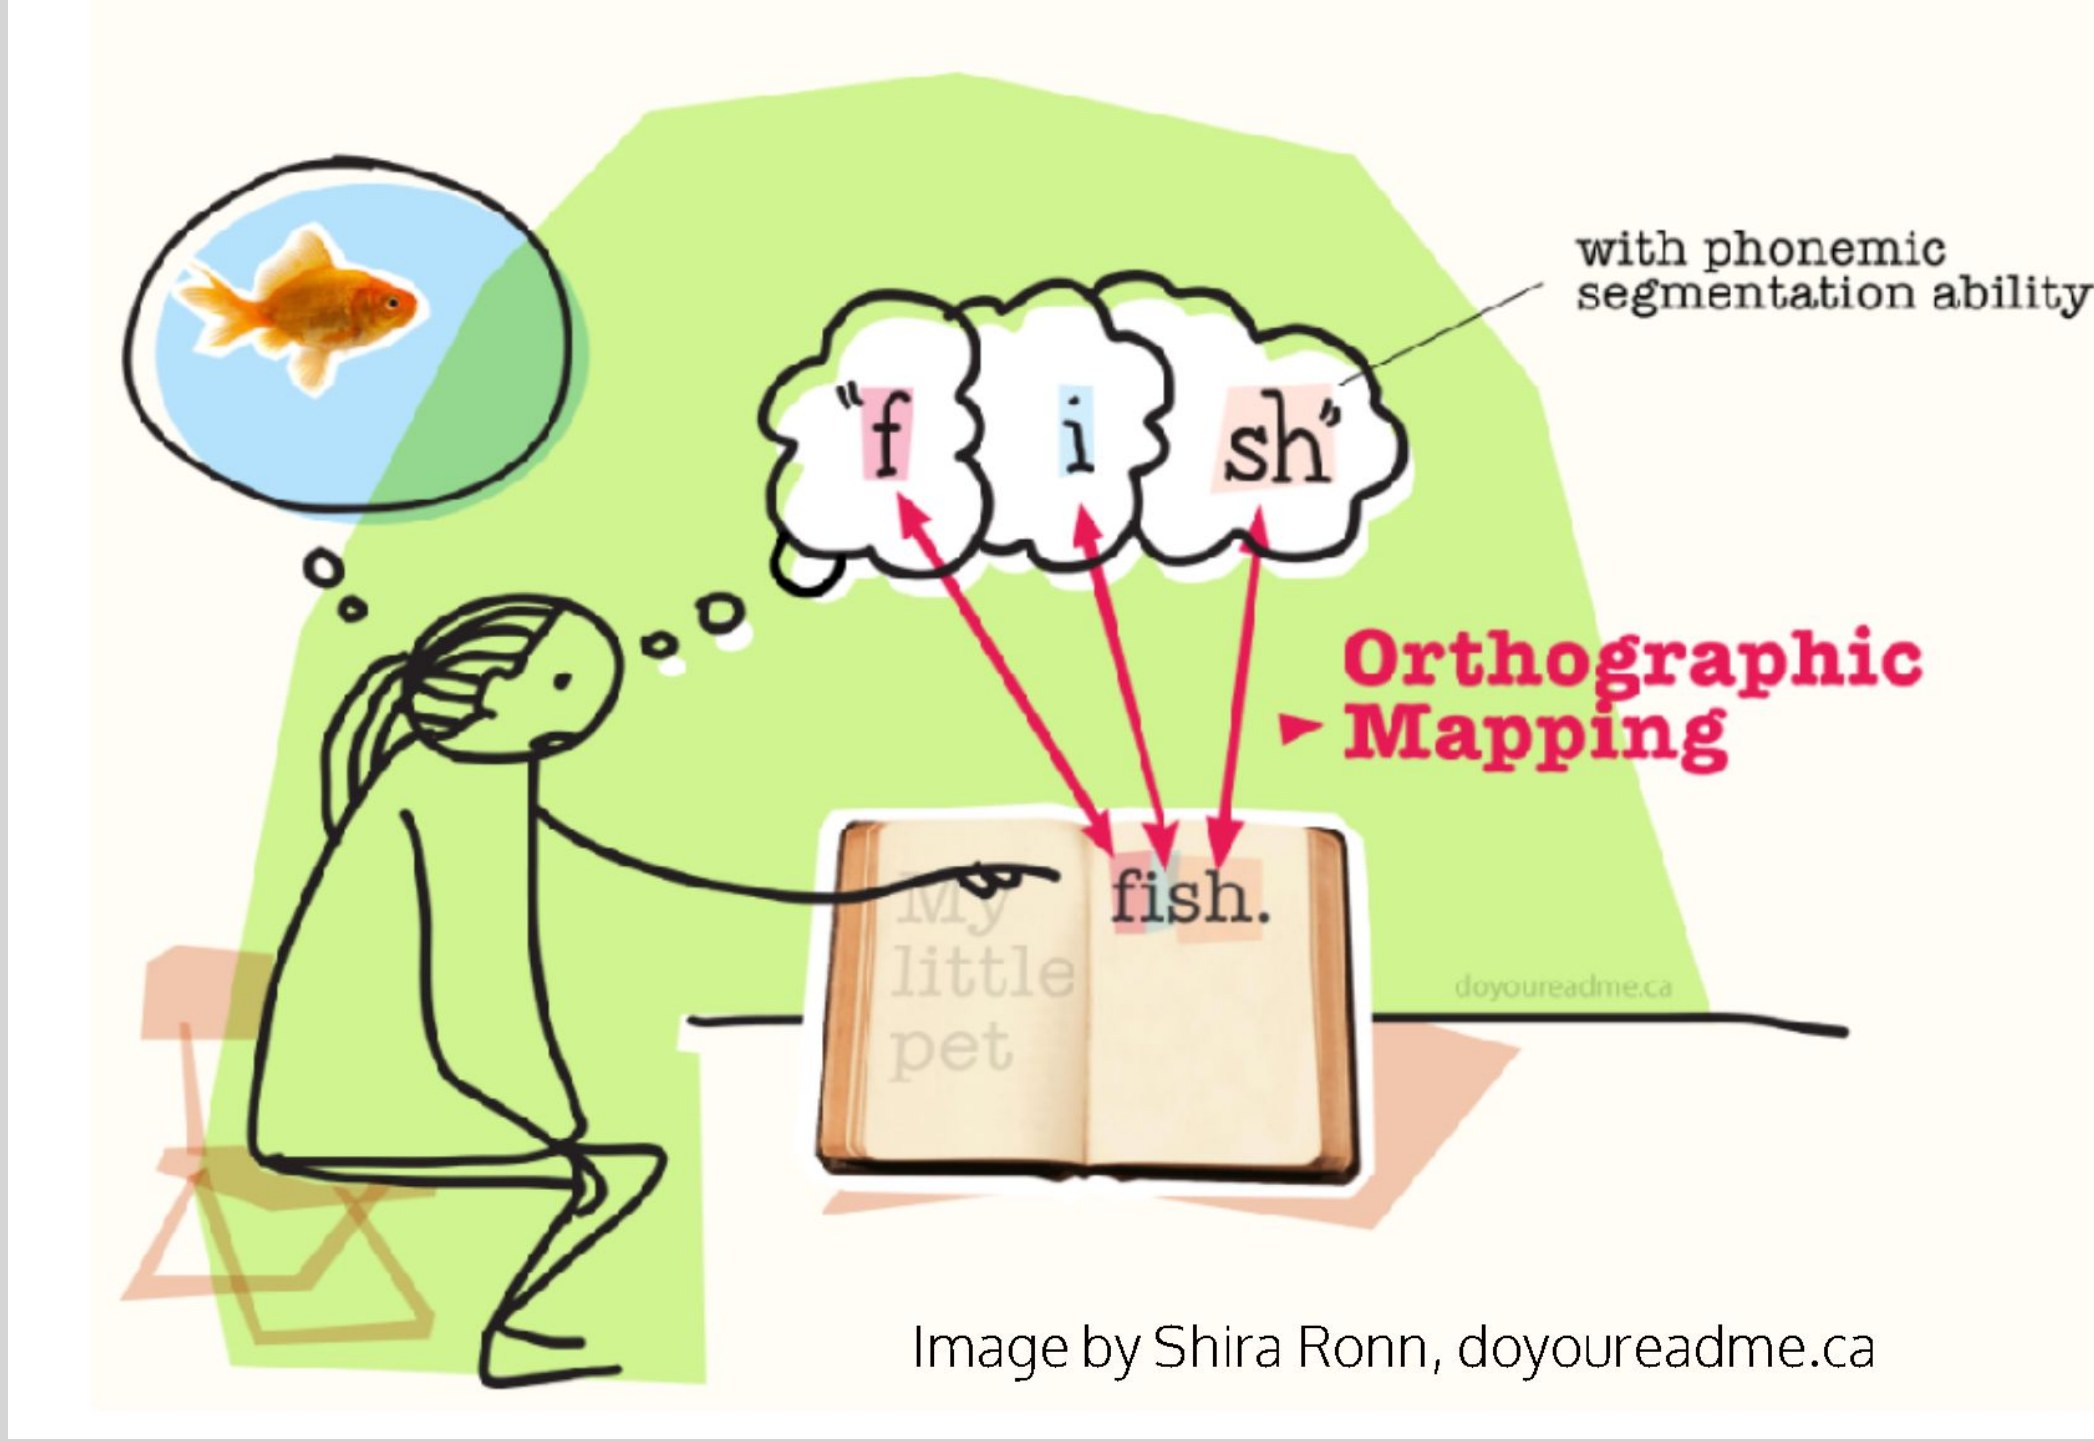 with phonemic
segmentation ability
"f i sh"
Orthographic
Mapping
My
little
pet
fish.
doyoureadme.ca
Image by Shira Ronn, doyoureadme.ca